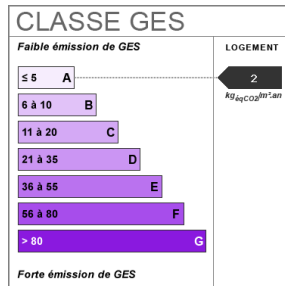 CLASSE GES
Faible émission de GES
LOGEMENT
≤ 5 A
2
kgéqCO2/m².an
6 à 10 B
11 à 20 C
21 à 35 D
36 à 55 E
56 à 80 F
> 80 G
Forte émission de GES